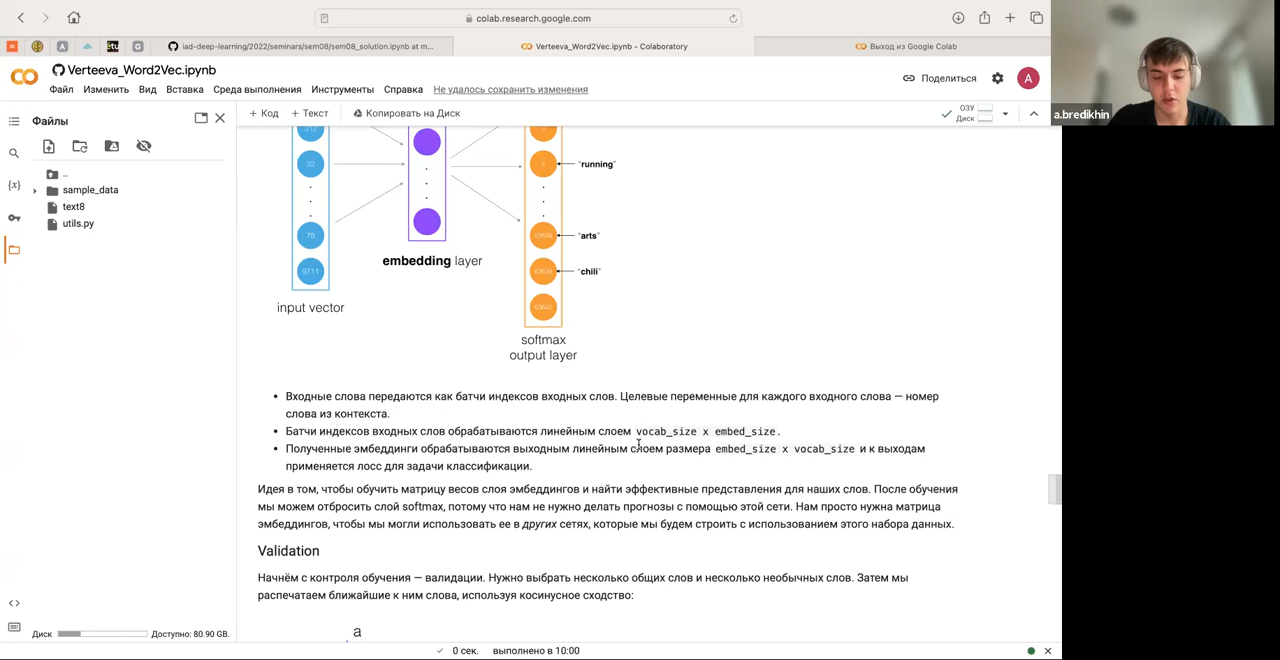 colab.research.google.com
iad-deep-learning/2022/seminars/sem08/sem08_solution.ipynb at m...
Verteeva_Word2Vec.ipynb - Colaboratory
Выход из Google Colab
Verteeva_Word2Vec.ipynb
Файл Изменить Вид Вставка Среда выполнения Инструменты Справка Не удалось сохранить изменения
Поделиться
A
a.bredikhin
Файлы
+ Код + Текст Копировать на Диск
ОЗУ
Диск
..
sample_data
text8
utils.py
312
32
"running"
78
"arts"
9711
"chili"
embedding layer
input vector
softmax
output layer
Входные слова передаются как батчи индексов входных слов. Целевые переменные для каждого входного слова — номер
слова из контекста.
Батчи индексов входных слов обрабатываются линейным слоем vocab_size x embed_size.
Полученные эмбеддинги обрабатываются выходным линейным слоем размера embed_size x vocab_size и к выходам
применяется лосс для задачи классификации.
Идея в том, чтобы обучить матрицу весов слоя эмбеддингов и найти эффективные представления для наших слов. После обучения
мы можем отбросить слой softmax, потому что нам не нужно делать прогнозы с помощью этой сети. Нам просто нужна матрица
эмбеддингов, чтобы мы могли использовать ее в других сетях, которые мы будем строить с использованием этого набора данных.
Validation
Начнём с контроля обучения — валидации. Нужно выбрать несколько общих слов и несколько необычных слов. Затем мы
распечатаем ближайшие к ним слова, используя косинусное сходство:
a
Диск Доступно: 80.90 GB.
0 сек. выполнено в 10:00